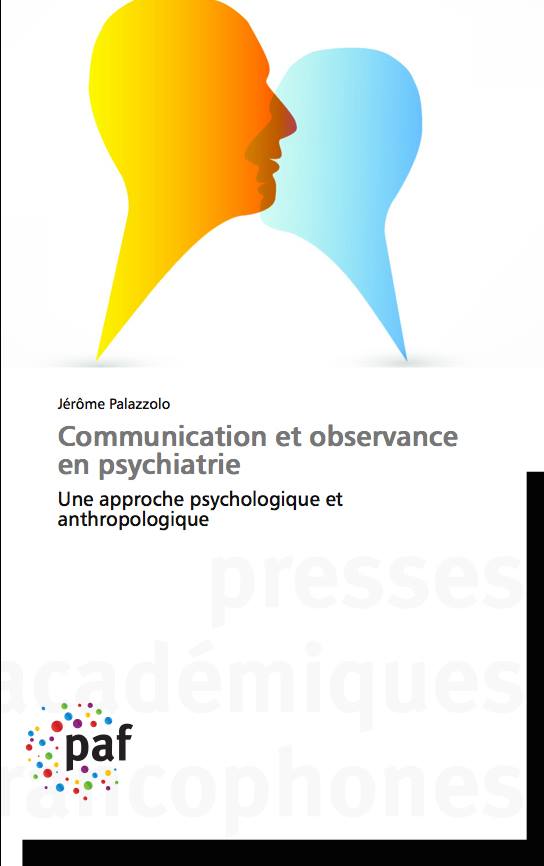 Jérôme Palazzolo
Communication et observance
en psychiatrie
Une approche psychologique et
anthropologique
presses
académiques
francophones
paf